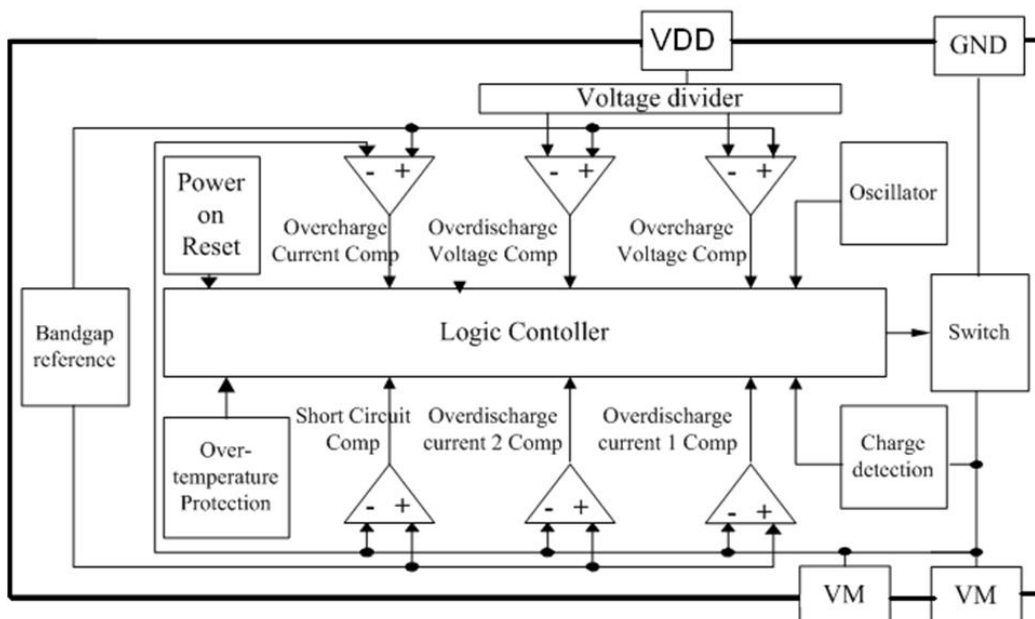 VDD
GND
Voltage divider
- +
- +
- +
Power
on
Reset
Oscillator
Overcharge
Current Comp
Overdischarge
Voltage Comp
Overcharge
Voltage Comp
Bandgap
reference
Logic Contoller
Switch
Over-
temperature
Protection
Short Circuit
Comp
Overdischarge
current 2 Comp
Overdischarge
current 1 Comp
Charge
detection
- +
- +
- +
VM
VM